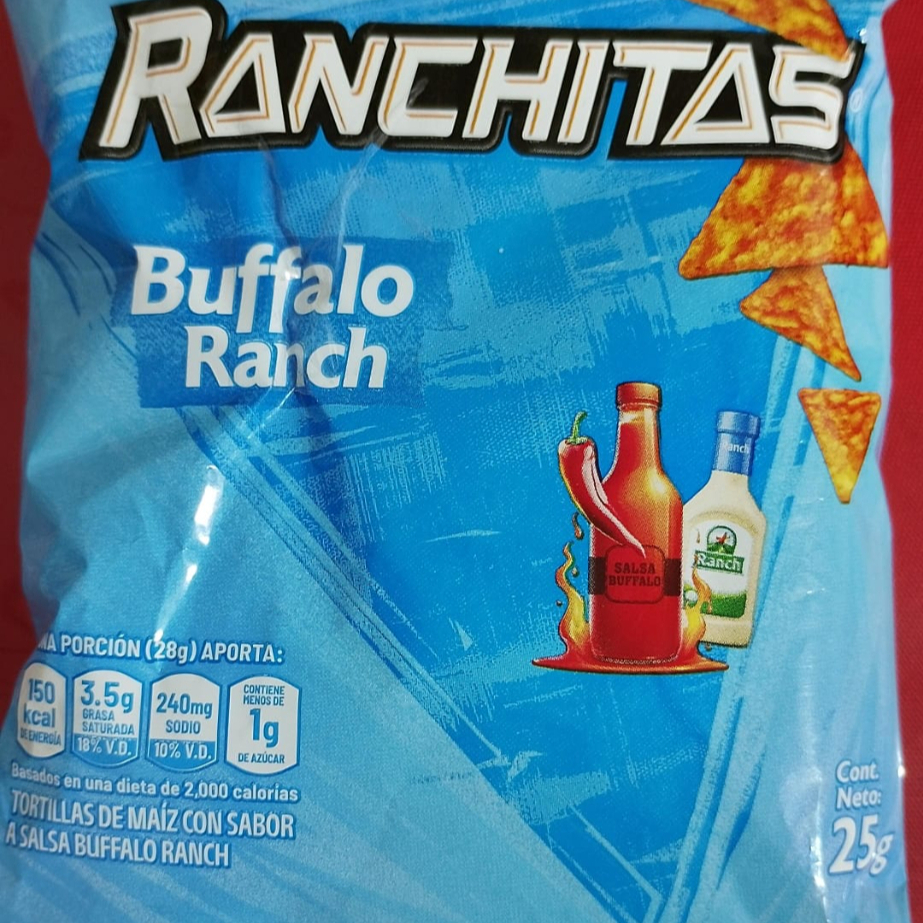 RANCHITAS
Buffalo
Ranch
Ranch
SALSA
BUFFALO
Ranch
PORCIÓN (28g) APORTA:
150
kcal
DE ENERGÍA
3.5g
GRASA
SATURADA
18% V.D.
240mg
SODIO
10% V.D.
CONTIENE
MENOS DE
1g
DE AZÚCAR
Basados en una dieta de 2,000 calorías
TORTILLAS DE MAÍZ CON SABOR
A SALSA BUFFALO RANCH
Cont.
Neto:
25g